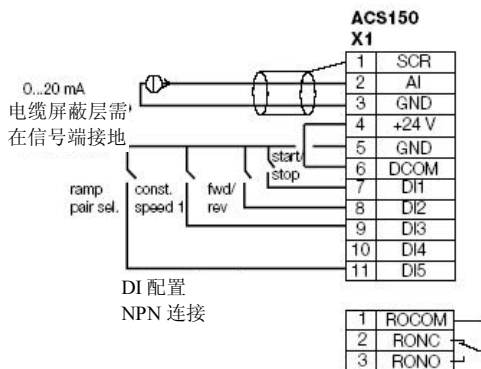 ACS150
X1
1 SCR
0...20 mA
2 AI
电缆屏蔽层需
3 GND
在信号端接地
4 +24 V
5 GND
start/
stop
6 DCOM
ramp
pair sel.
const.
speed 1
fwd/
rev
7 DI1
8 DI2
9 DI3
10 DI4
11 DI5
DI 配置
NPN 连接
1 ROCOM
2 RONC
3 RONO